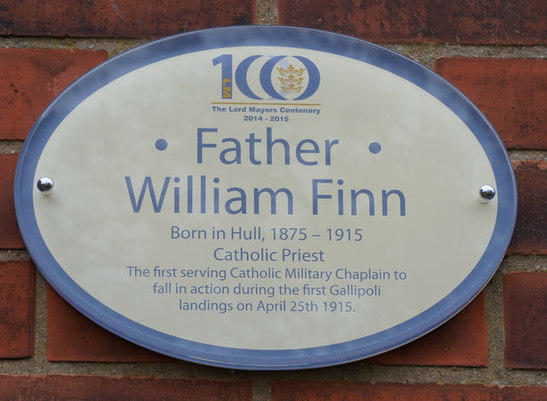 100
LM
The Lord Mayors Centenary
2014 - 2015
• Father •
William Finn
Born in Hull, 1875 – 1915
Catholic Priest
The first serving Catholic Military Chaplain to
fall in action during the first Gallipoli
landings on April 25th 1915.